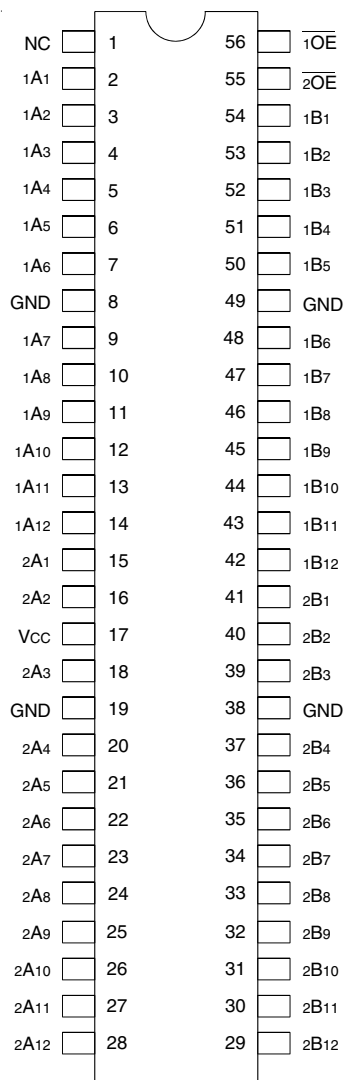 NC 1 56 1OE
1A1 2 55 2OE
1A2 3 54 1B1
1A3 4 53 1B2
1A4 5 52 1B3
1A5 6 51 1B4
1A6 7 50 1B5
GND 8 49 GND
1A7 9 48 1B6
1A8 10 47 1B7
1A9 11 46 1B8
1A10 12 45 1B9
1A11 13 44 1B10
1A12 14 43 1B11
2A1 15 42 1B12
2A2 16 41 2B1
VCC 17 40 2B2
2A3 18 39 2B3
GND 19 38 GND
2A4 20 37 2B4
2A5 21 36 2B5
2A6 22 35 2B6
2A7 23 34 2B7
2A8 24 33 2B8
2A9 25 32 2B9
2A10 26 31 2B10
2A11 27 30 2B11
2A12 28 29 2B12